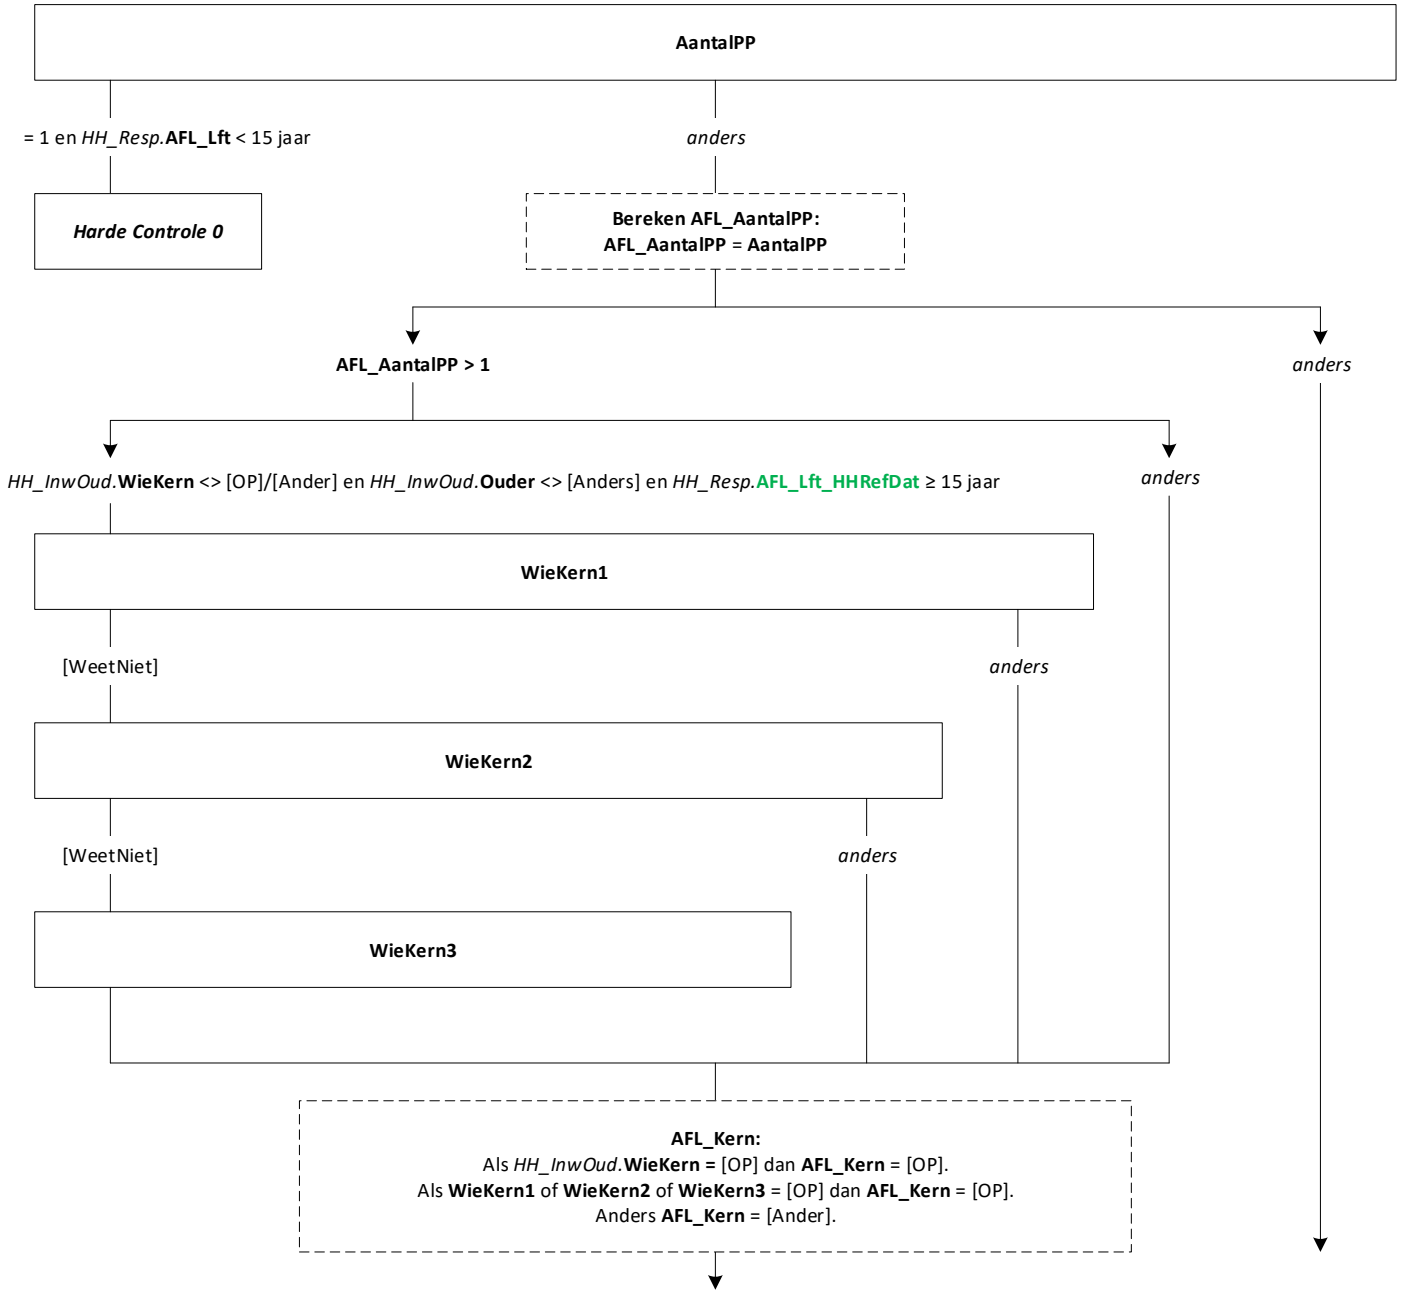 AantalPP
= 1 en HH_Resp.AFL_Lft < 15 jaar
anders
Harde Controle 0
Bereken AFL_AantalPP:
AFL_AantalPP = AantalPP
AFL_AantalPP > 1
anders
HH_InwOud.WieKern <> [OP]/[Ander] en HH_InwOud.Ouder <> [Anders] en HH_Resp.AFL_Lft_HHRefDat ≥ 15 jaar
anders
WieKern1
[WeetNiet]
anders
WieKern2
[WeetNiet]
anders
WieKern3
AFL_Kern:
Als HH_InwOud.WieKern = [OP] dan AFL_Kern = [OP].
Als WieKern1 of WieKern2 of WieKern3 = [OP] dan AFL_Kern = [OP].
Anders AFL_Kern = [Ander].